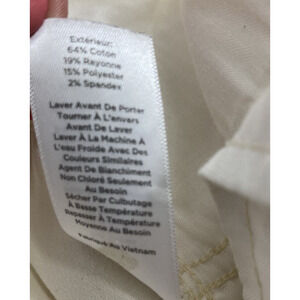 Extérieur:
64% Coton
19% Rayonne
15% Polyester
2% Spandex
Laver Avant De Porter
Tourner À L'envers
Avant De Laver
Laver À La Machine À
L'eau Froide Avec Des
Couleurs Similaires
Agent De Blanchiment
Non Chloré Seulement
Au Besoin
Sécher Par Culbutage
À Basse Température
Repasser À Température
Moyenne Au Besoin
Fabriqué Au Vietnam